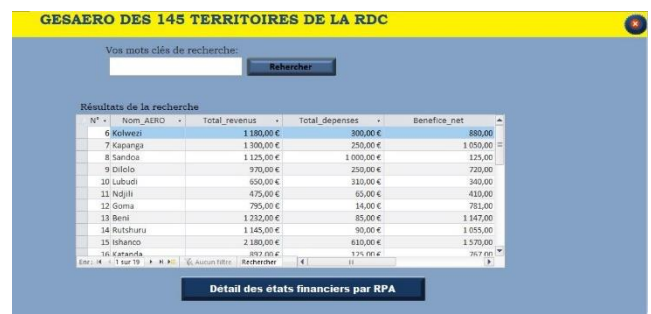 GESAERO DES 145 TERRITOIRES DE LA RDC
Vos mots clés de recherche:
Rehercher
Résultats de la recherche
N° Nom_AERO Total_revenus Total_depenses Benefice_net
6 Kolwezi 1 180,00 € 300,00 € 880,00
7 Kapanga 1 300,00 € 250,00 € 1 050,00
8 Sandoa 1 125,00 € 1 000,00 € 125,00
9 Dilolo 970,00 € 250,00 € 720,00
10 Lubudi 650,00 € 310,00 € 340,00
11 Ndjili 475,00 € 65,00 € 410,00
12 Goma 795,00 € 14,00 € 781,00
13 Beni 1 232,00 € 85,00 € 1 147,00
14 Rutshuru 1 145,00 € 90,00 € 1 055,00
15 Ishanco 2 180,00 € 610,00 € 1 570,00
16 Katanda 892,00 € 125,00 € 767,00
Enr: 1 sur 19 Aucun filtre Rechercher
Détail des états financiers par RPA